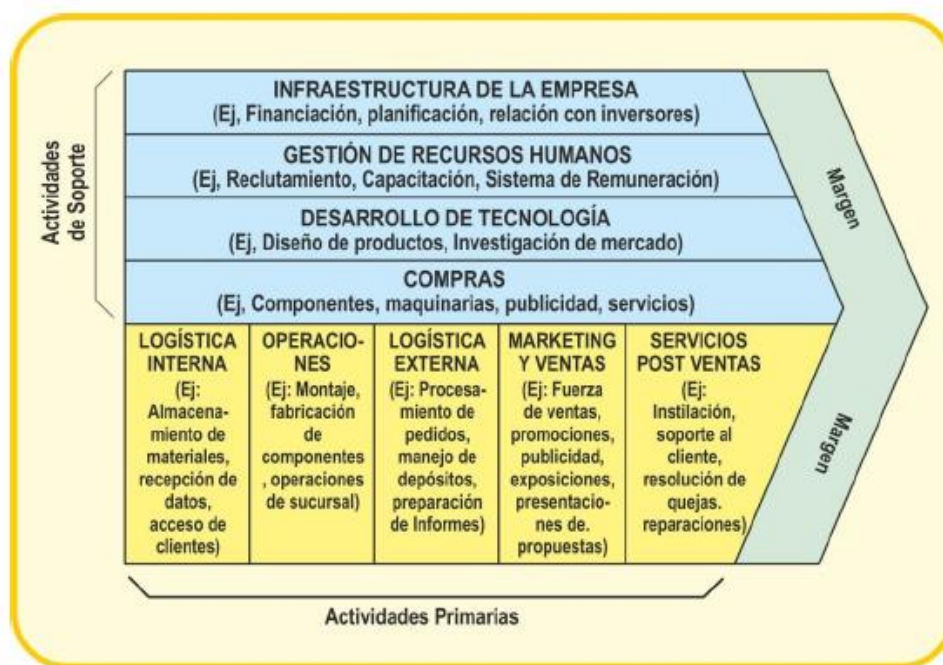 Actividades
de Soporte
INFRAESTRUCTURA DE LA EMPRESA
(Ej, Financiación, planificación, relación con inversores)
GESTIÓN DE RECURSOS HUMANOS
(Ej, Reclutamiento, Capacitación, Sistema de Remuneración)
DESARROLLO DE TECNOLOGÍA
(Ej, Diseño de productos, Investigación de mercado)
COMPRAS
(Ej, Componentes, maquinarias, publicidad, servicios)
LOGÍSTICA
INTERNA
(Ej:
Almacena-
miento de
materiales,
recepción de
datos,
acceso de
clientes)
OPERACIO-
NES
(Ej: Montaje,
fabricación
de
componentes
, operaciones
de sucursal)
LOGÍSTICA
EXTERNA
(Ej: Procesa-
miento de
pedidos,
manejo de
depósitos,
preparación
de Informes)
MARKETING
Y VENTAS
(Ej: Fuerza
de ventas,
promociones,
publicidad,
exposiciones,
presentacio-
nes de.
propuestas)
SERVICIOS
POST VENTAS
(Ej:
Instilación,
soporte al
cliente,
resolución de
quejas.
reparaciones)
Margen
Margen
Actividades Primarias